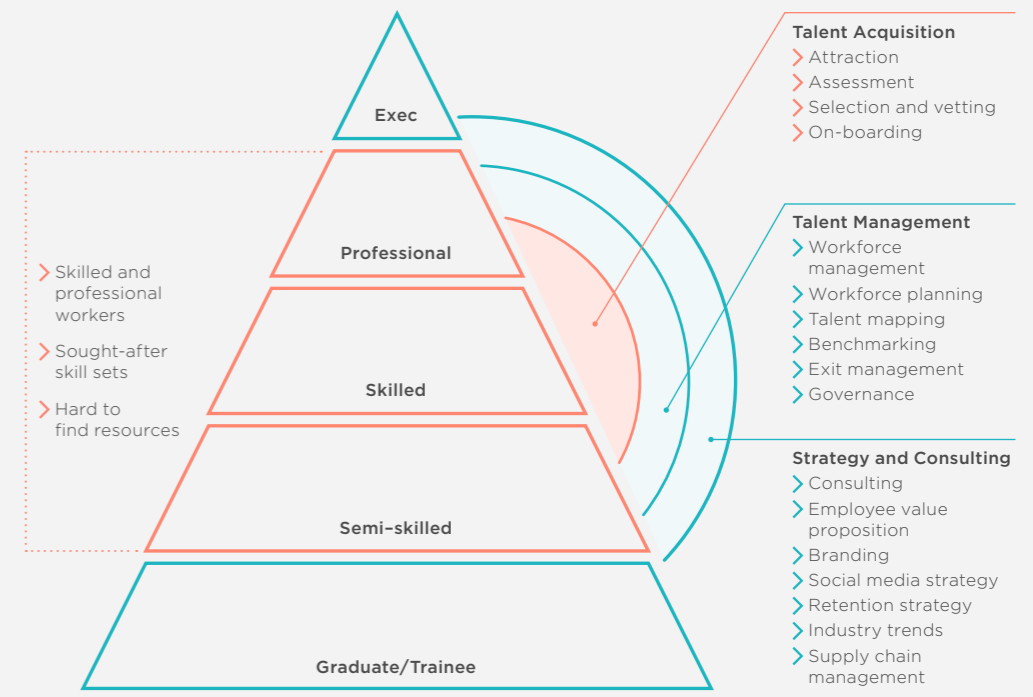 Exec
Professional
Skilled
Semi-skilled
Graduate/Trainee
Skilled and
professional
workers
Sought-after
skill sets
Hard to
find resources
Talent Acquisition
Attraction
Assessment
Selection and vetting
On-boarding
Talent Management
Workforce
management
Workforce planning
Talent mapping
Benchmarking
Exit management
Governance
Strategy and Consulting
Consulting
Employee value
proposition
Branding
Social media strategy
Retention strategy
Industry trends
Supply chain
management